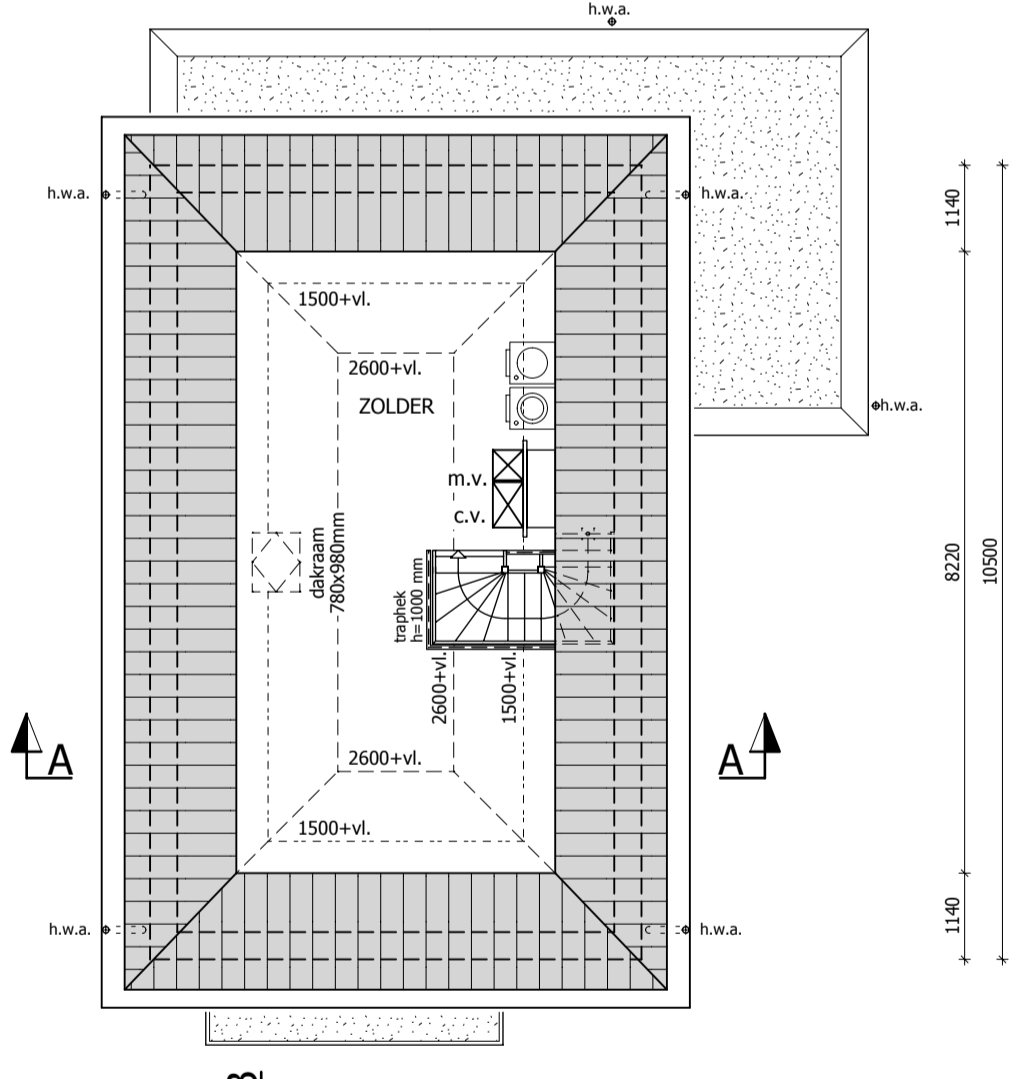 h.w.a.
h.w.a.
h.w.a.
1140
1500+vl.
2600+vl.
ZOLDER
h.w.a.
m.v.
c.v.
dakraam
780x980mm
traphek
h=1000 mm
8220
10500
2600+vl.
1500+vl.
A
A
2600+vl.
1500+vl.
1140
h.w.a.
h.w.a.